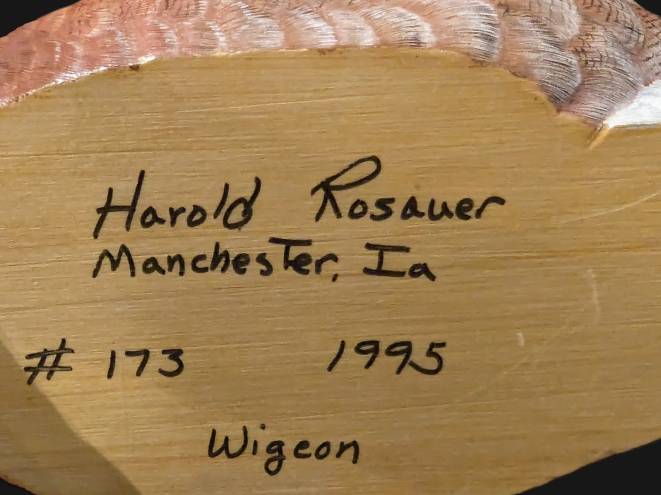 Harold Rosauer
Manchester, Ia
# 173 1995
Wigeon